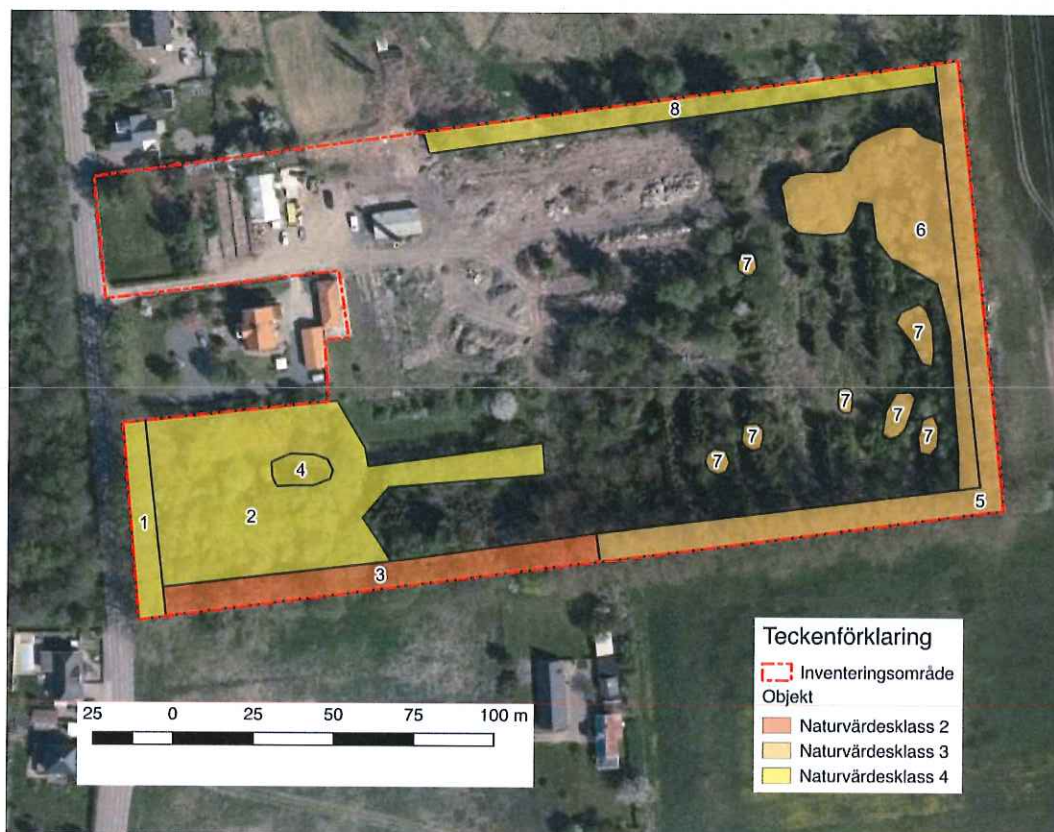 8
6
7
7
7
7
7
7
7
4
1
2
3
5
Teckenförklaring
Inventeringsområde
Objekt
Naturvärdesklass 2
Naturvärdesklass 3
Naturvärdesklass 4
25 0 25 50 75 100 m